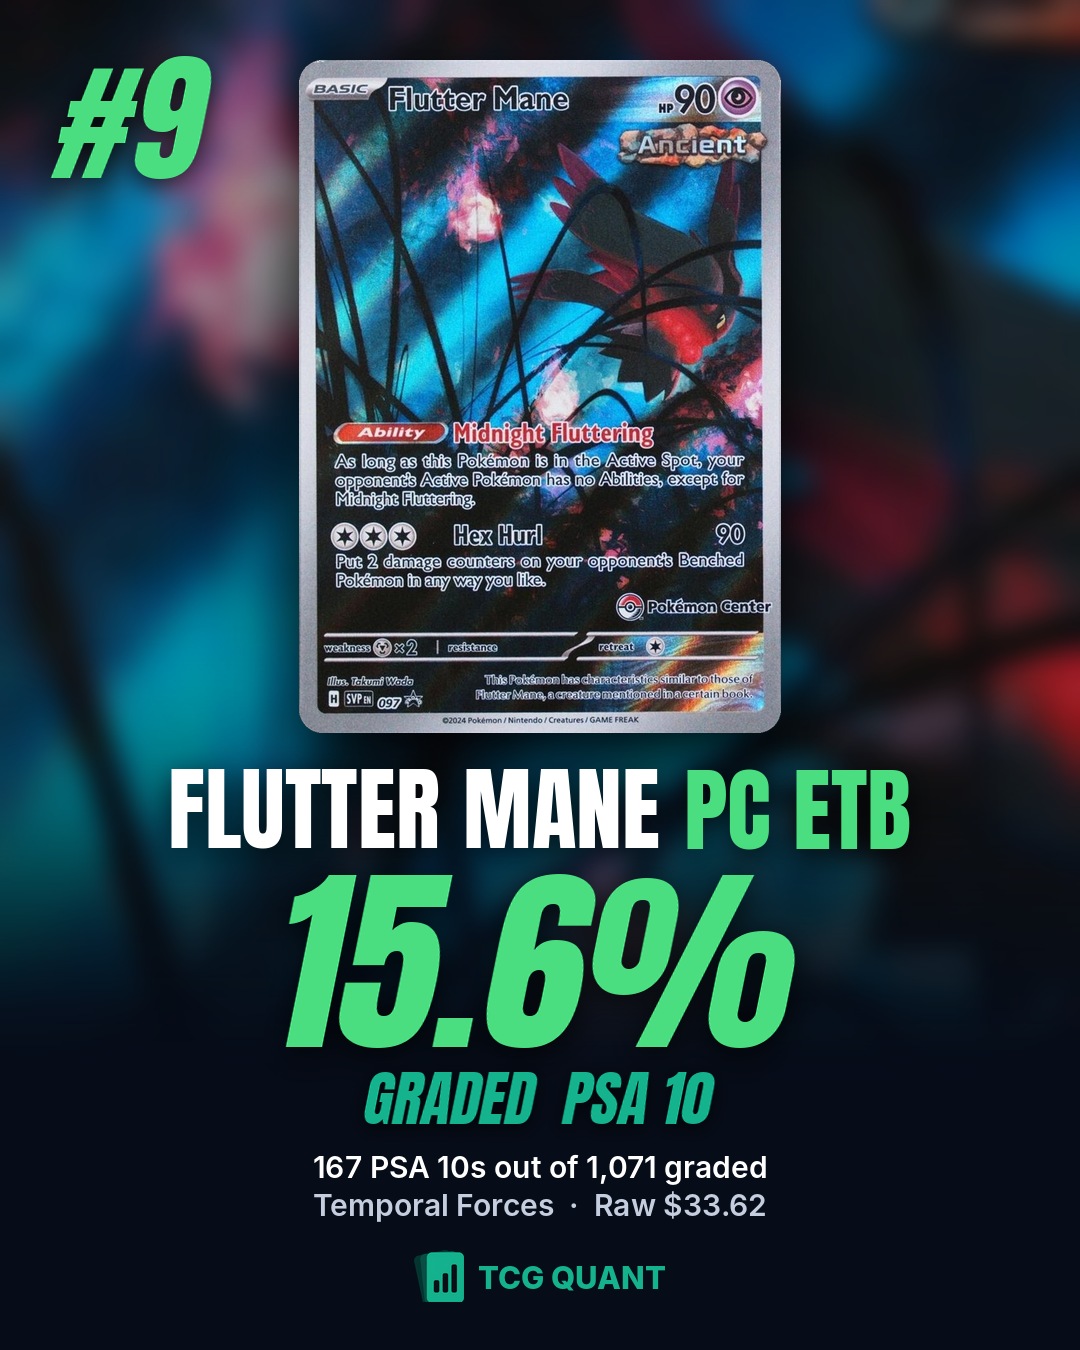 #9
BASIC
Flutter Mane
HP 90
Ancient
Ability Midnight Fluttering
As long as this Pokémon is in the Active Spot, your
opponent's Active Pokémon has no Abilities, except for
Midnight Fluttering.
Hex Hurl 90
Put 2 damage counters on your opponent's Benched
Pokémon in any way you like.
Pokémon Center
weakness ×2 resistance retreat
Illus. Takumi Wada
This Pokémon has characteristics similar to those of
Flutter Mane, a creature mentioned in a certain book.
H SVP EN 097
©2024 Pokémon / Nintendo / Creatures / GAME FREAK
FLUTTER MANE PC ETB
15.6%
GRADED PSA 10
167 PSA 10s out of 1,071 graded
Temporal Forces · Raw $33.62
TCG QUANT